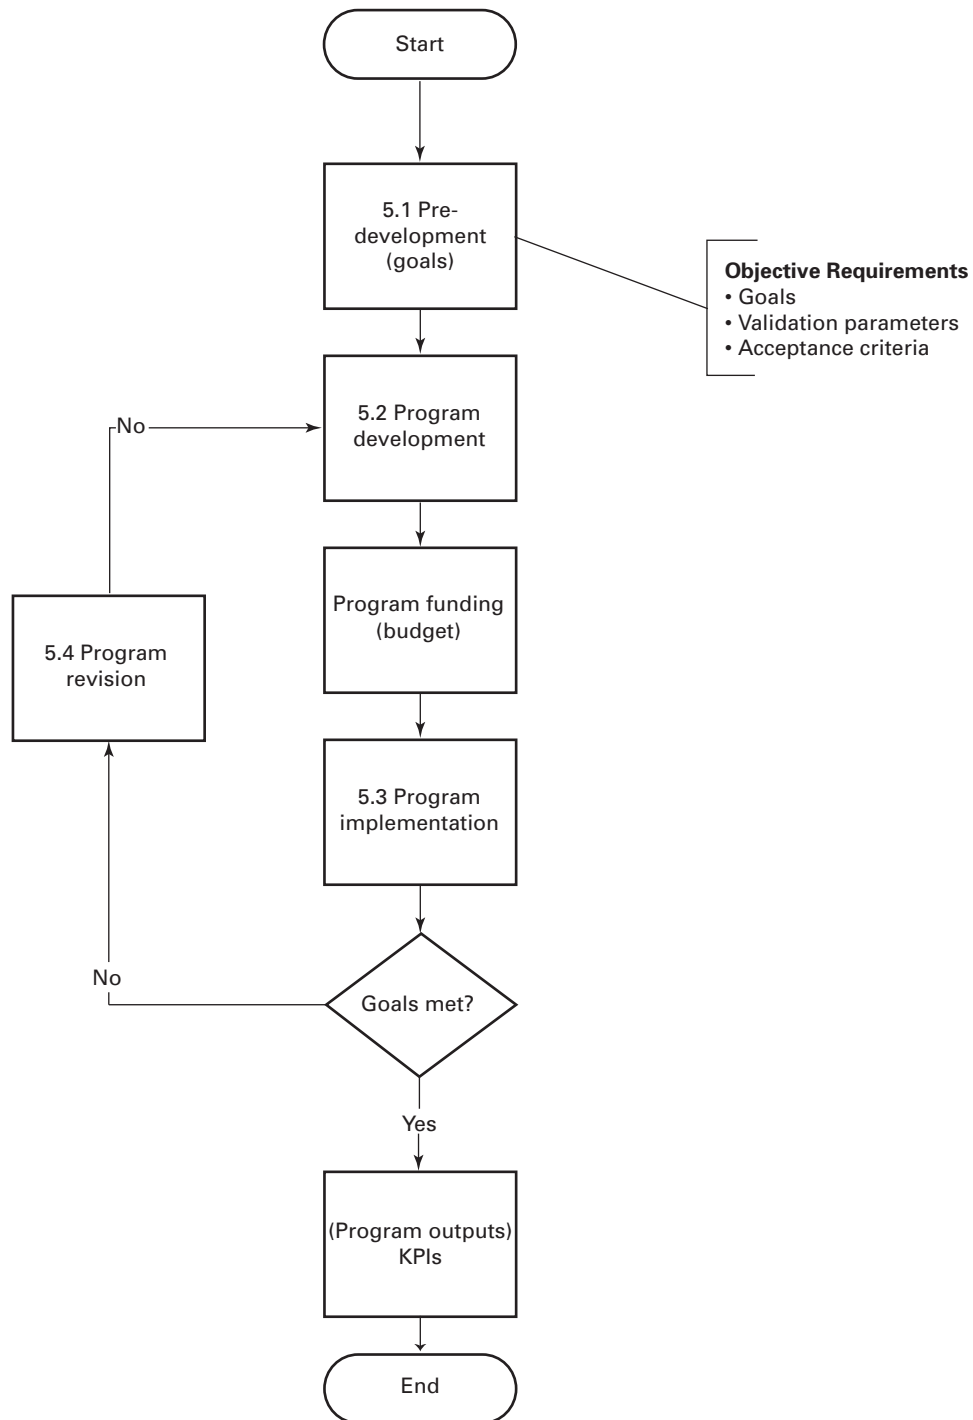 Start
5.1 Pre-
development
(goals)
Objective Requirements
• Goals
• Validation parameters
• Acceptance criteria
5.2 Program
development
No
Program funding
(budget)
5.4 Program
revision
5.3 Program
implementation
No
Goals met?
Yes
(Program outputs)
KPIs
End